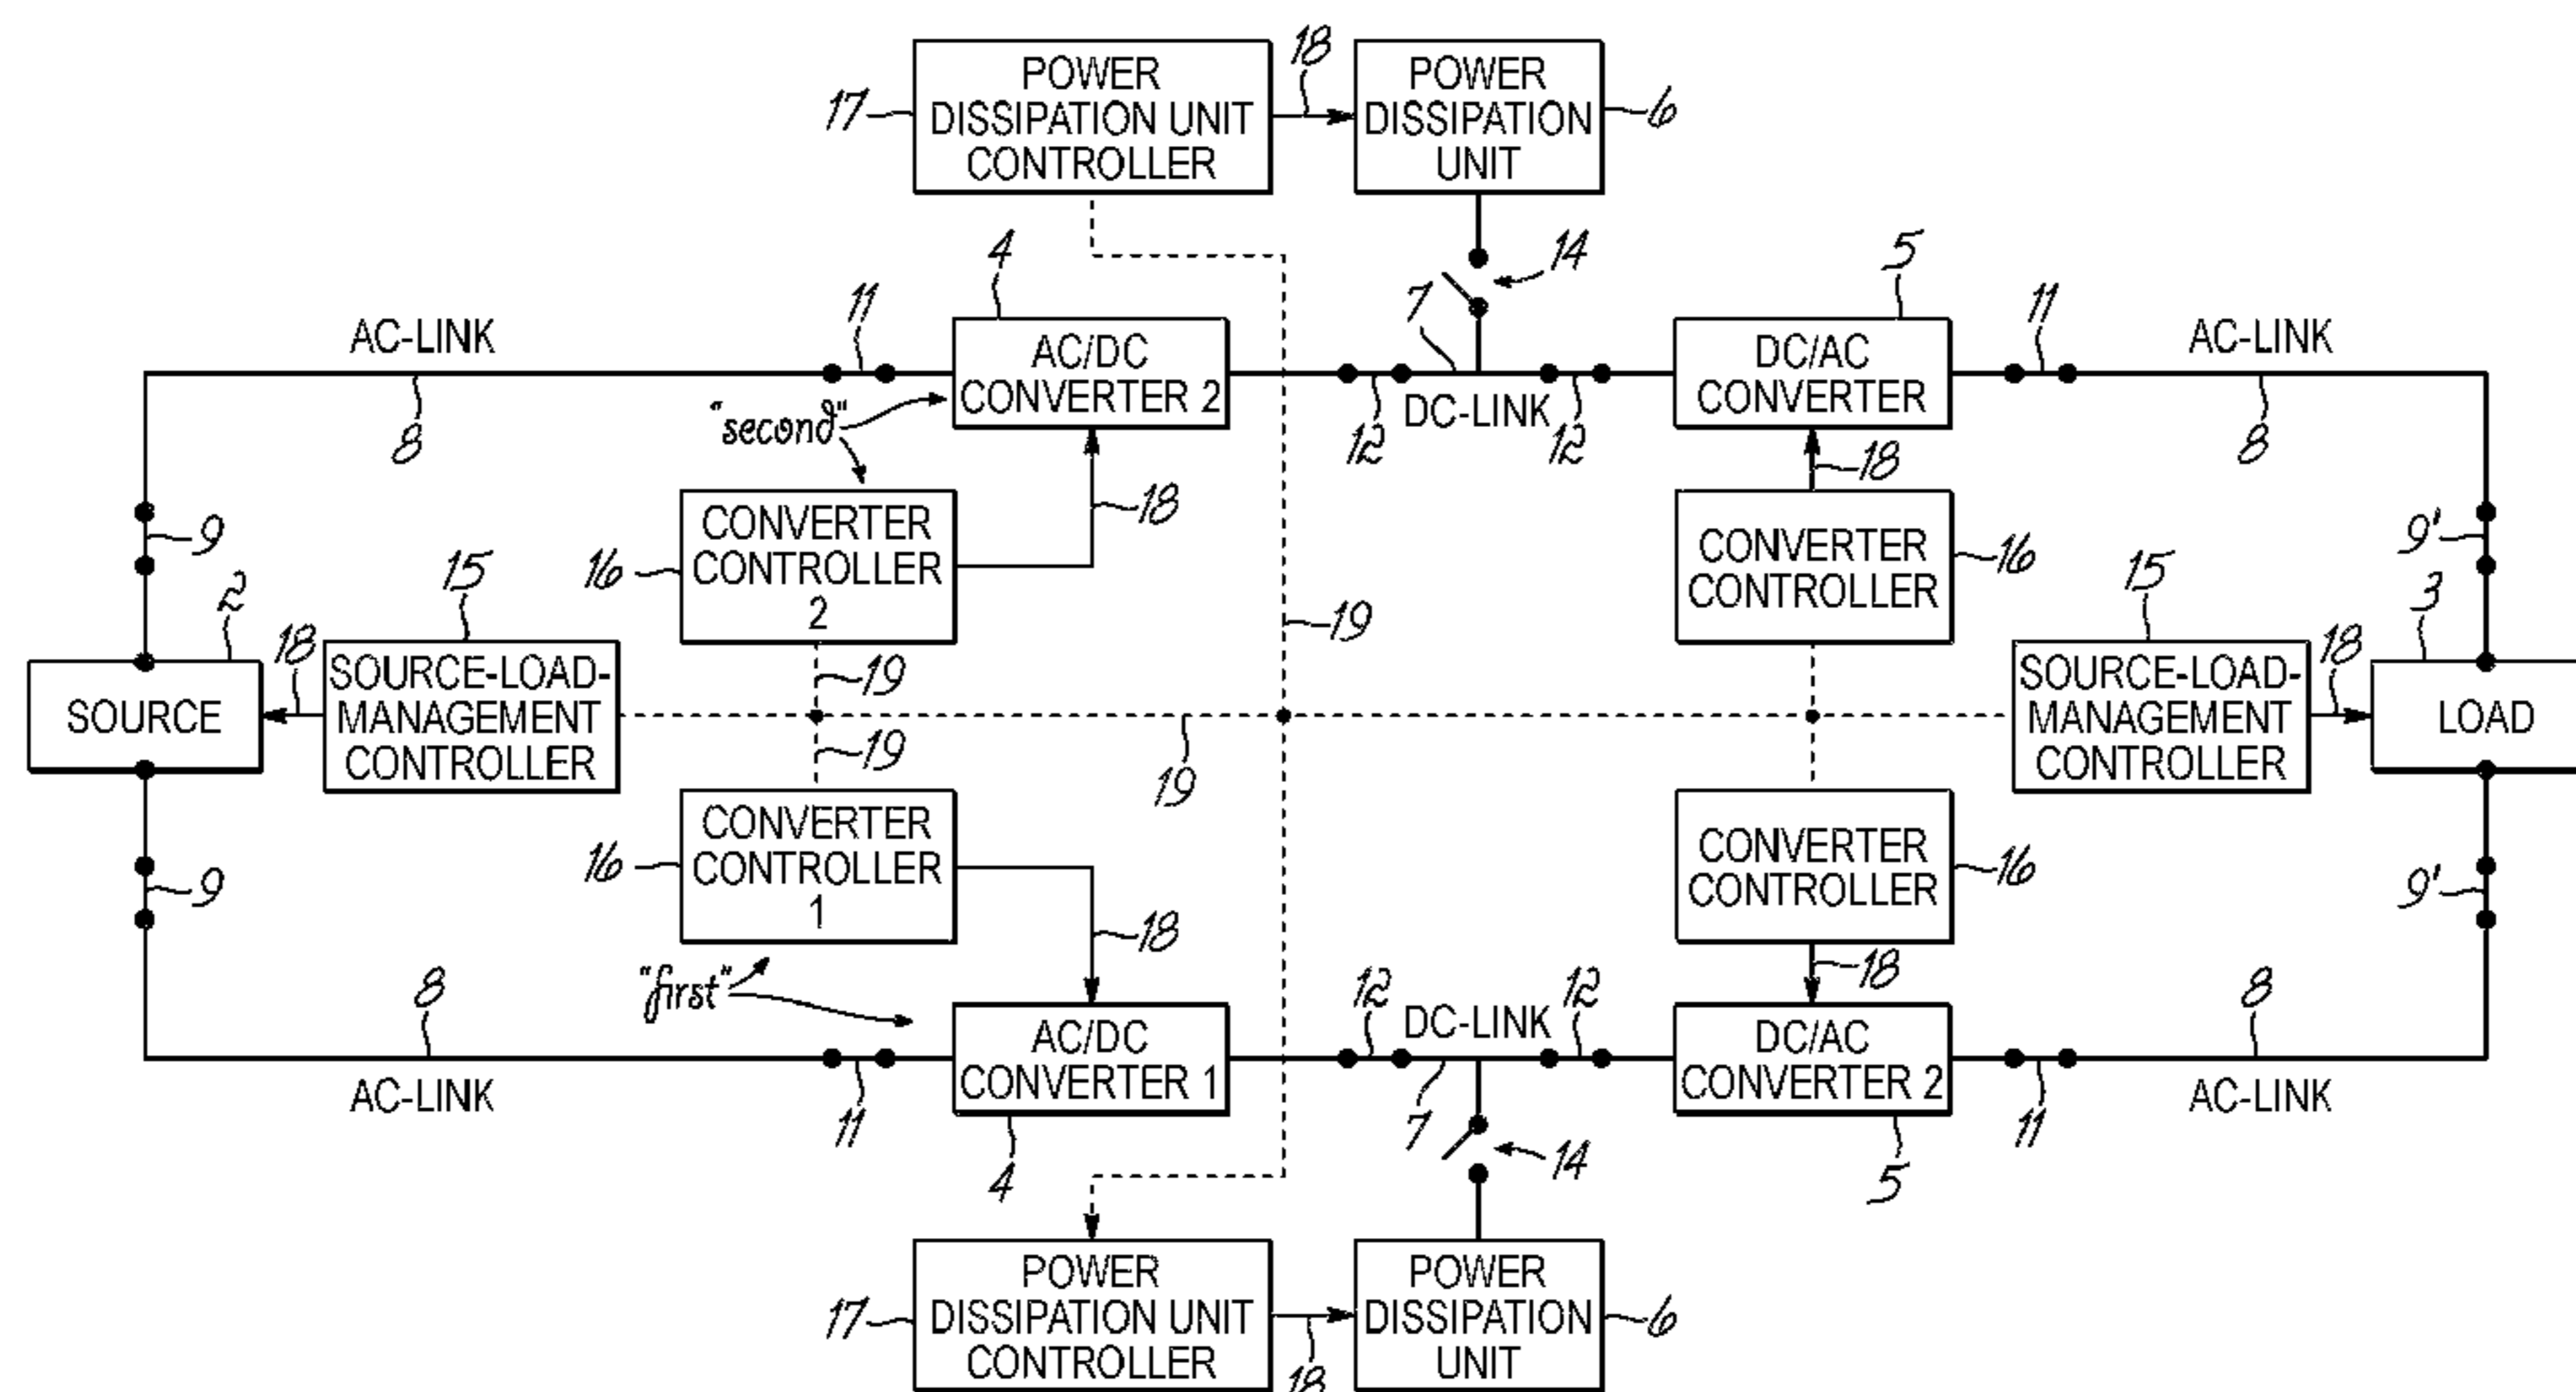 POWER
DISSIPATION UNIT
CONTROLLER
17
18
POWER
DISSIPATION
UNIT
6
4
14
5
7
AC-LINK
11
AC/DC
CONVERTER 2
DC/AC
CONVERTER
11
AC-LINK
8
"second"
12
DC-LINK
12
8
18
CONVERTER
CONTROLLER
2
16
18
CONVERTER
CONTROLLER
16
9
9'
2
15
15
3
19
19
18
SOURCE
SOURCE-LOAD-
MANAGEMENT
CONTROLLER
SOURCE-LOAD-
MANAGEMENT
CONTROLLER
18
LOAD
19
19
CONVERTER
CONTROLLER
1
16
CONVERTER
CONTROLLER
16
9
9'
18
18
8
"first"
AC/DC
CONVERTER 1
12
DC-LINK
12
DC/AC
CONVERTER 2
8
AC-LINK
11
7
11
AC-LINK
4
14
5
POWER
DISSIPATION UNIT
CONTROLLER
17
18
POWER
DISSIPATION
UNIT
6